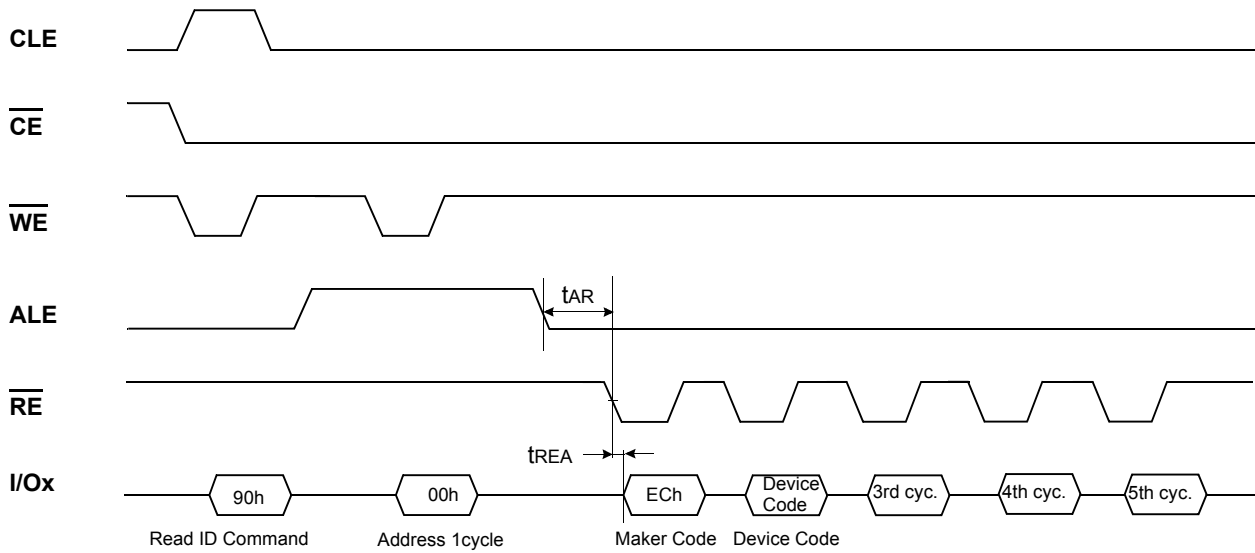 CLE
CE
WE
ALE
tAR
RE
tREA
I/Ox
90h
00h
ECh
Device
Code
3rd cyc.
4th cyc.
5th cyc.
Read ID Command
Address 1cycle
Maker Code
Device Code